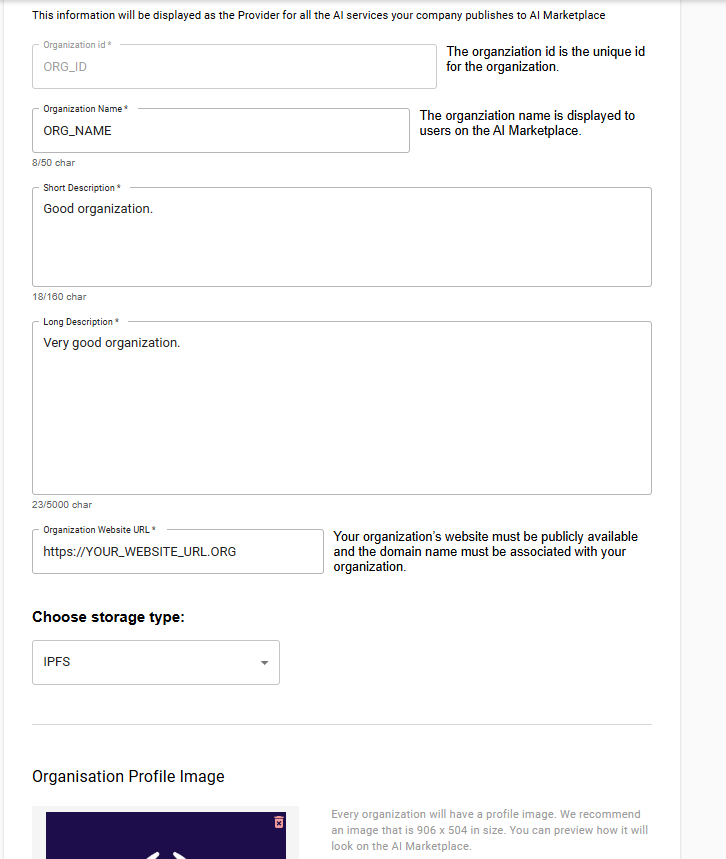 This information will be displayed as the Provider for all the AI services your company publishes to AI Marketplace
Organization id *
ORG_ID
The organziation id is the unique id
for the organization.
Organization Name *
ORG_NAME
The organziation name is displayed to
users on the AI Marketplace.
8/50 char
Short Description *
Good organization.
18/160 char
Long Description *
Very good organization.
23/5000 char
Organization Website URL *
https://YOUR_WEBSITE_URL.ORG
Your organization's website must be publicly available
and the domain name must be associated with your
organization.
Choose storage type:
IPFS
Organisation Profile Image
Every organization will have a profile image. We recommend
an image that is 906 x 504 in size. You can preview how it will
look on the AI Marketplace.